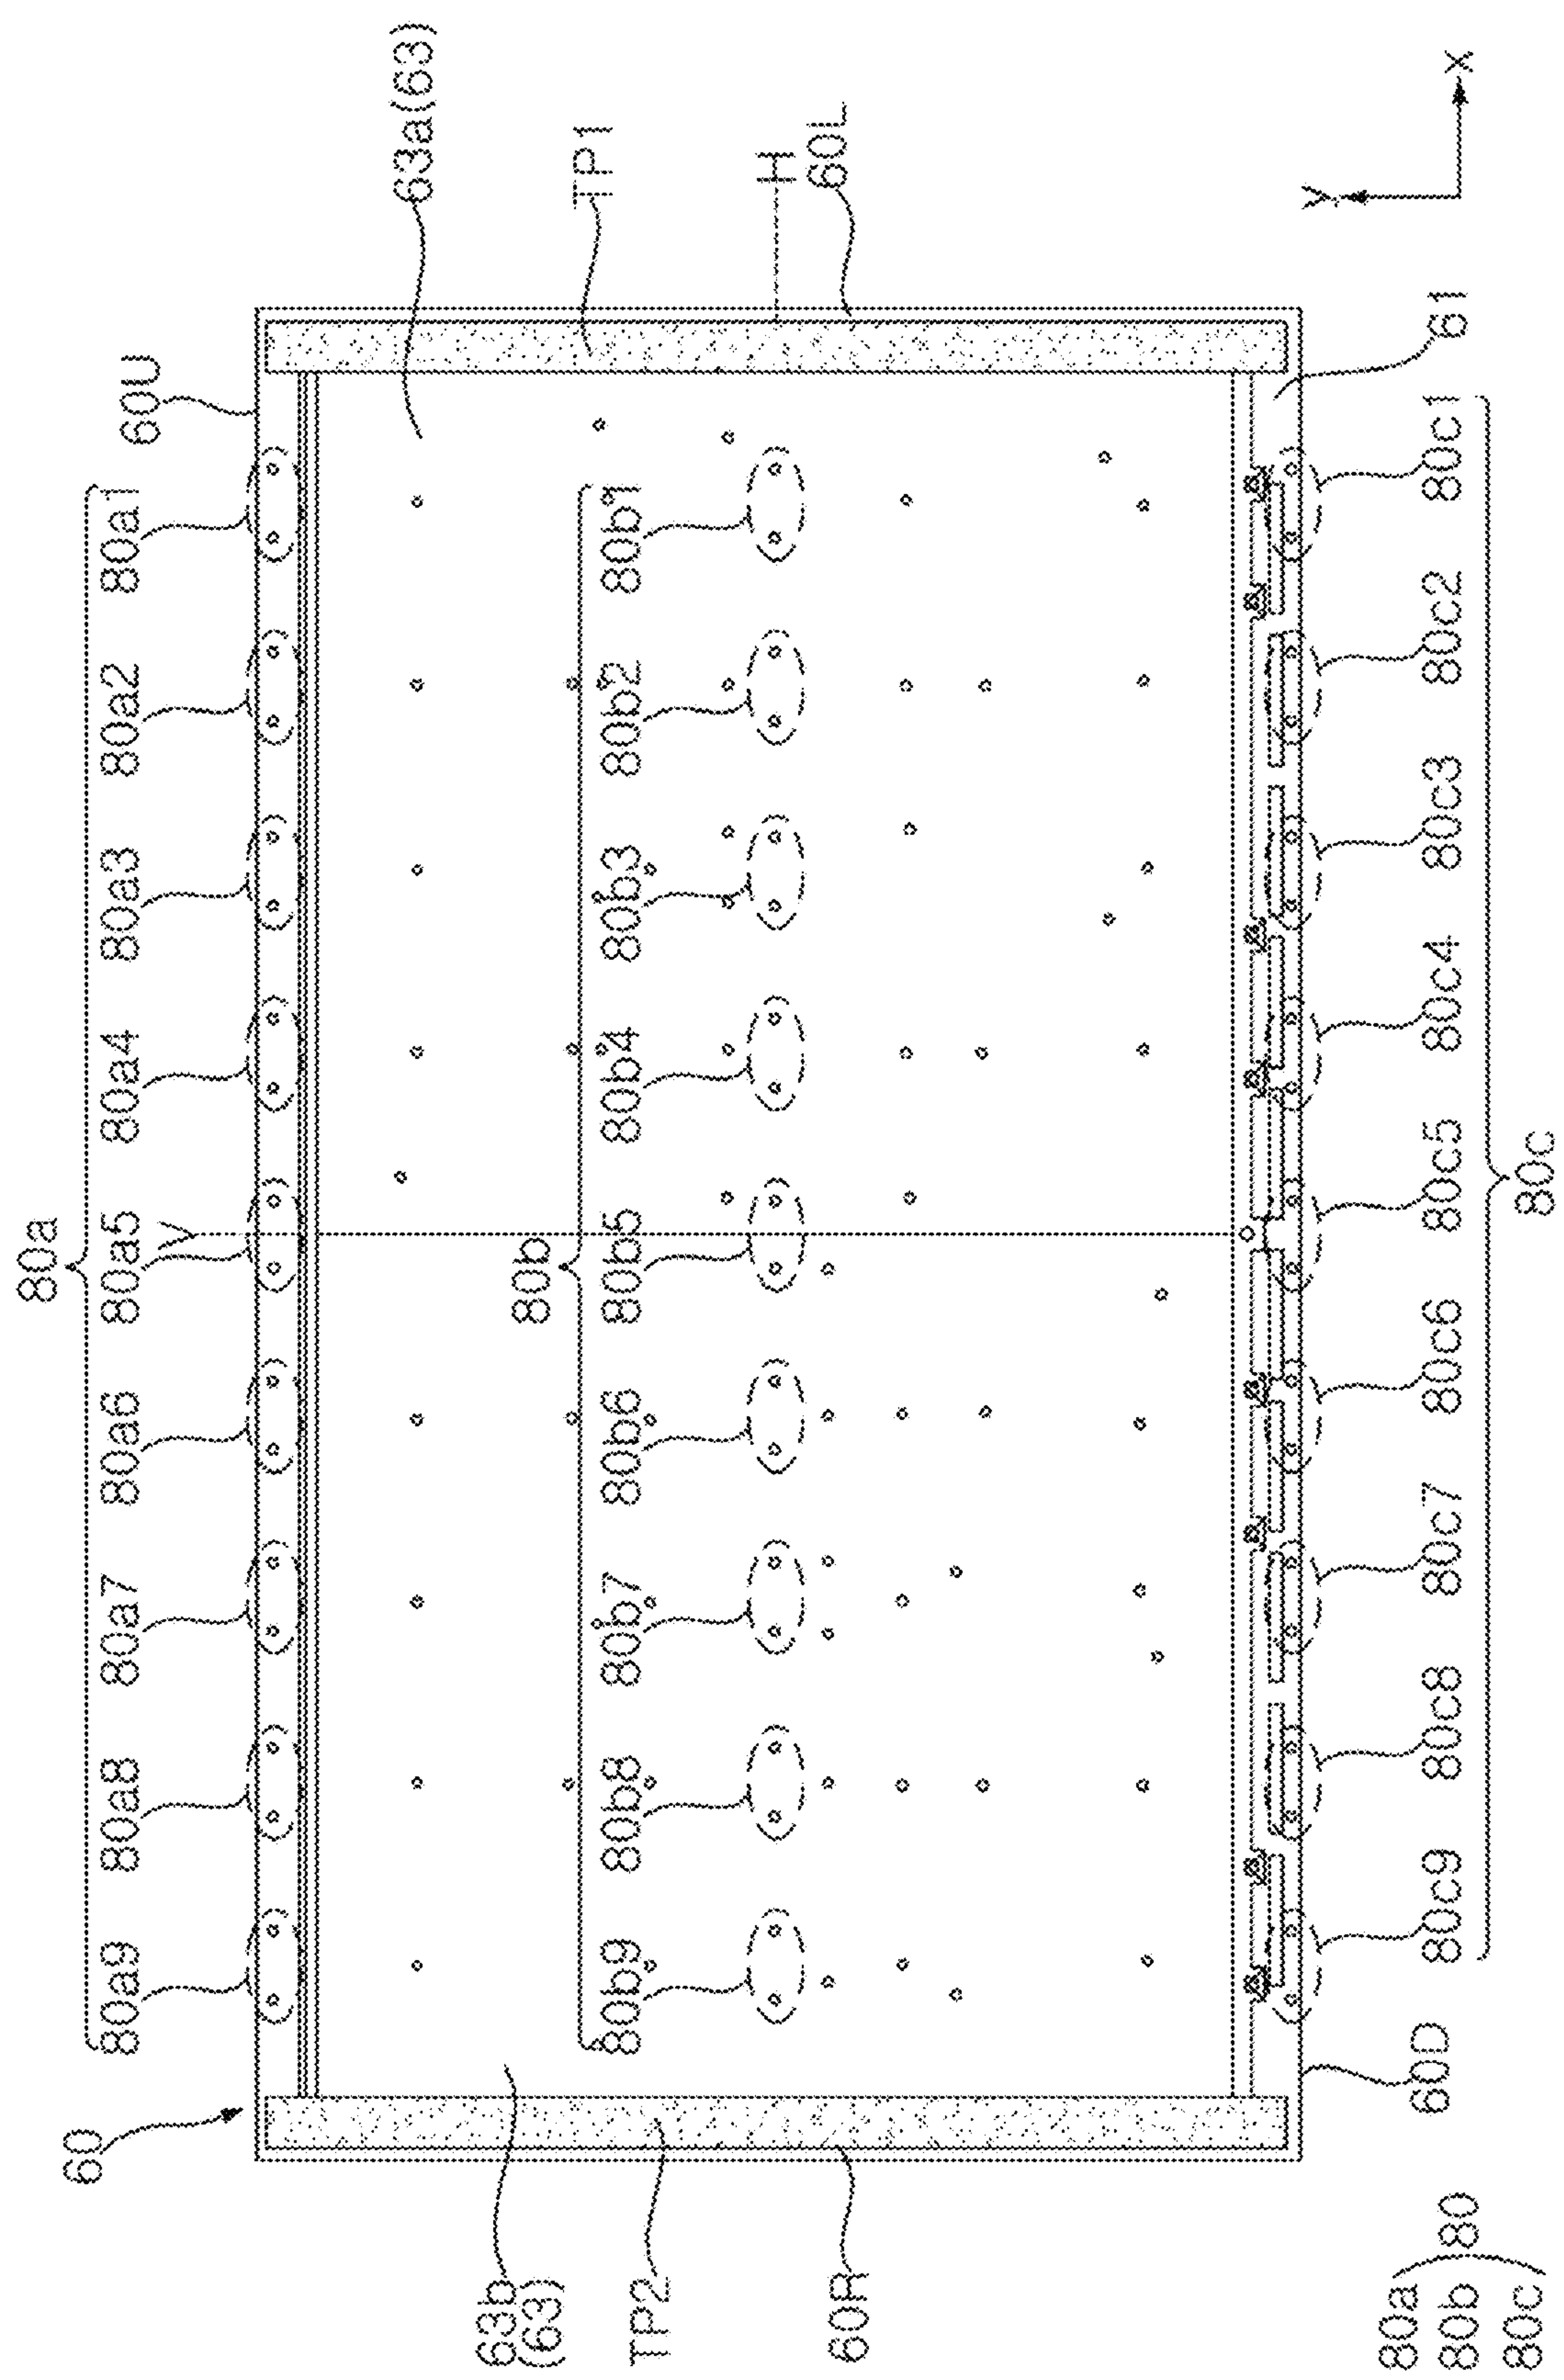 80a
80a9 80a8 80a7 80a6 80a5 80a4 80a3 80a2 80a1
60
V
60U
63b
(63)
63a(63)
TP2
TP1
80b
80b9 80b8 80b7 80b6 80b5 80b4 80b3 80b2 80b1
H
60R
60L
60D
61
80c9 80c8 80c7 80c6 80c5 80c4 80c3 80c2 80c1
80c
80a
80b
80c
80
y
x